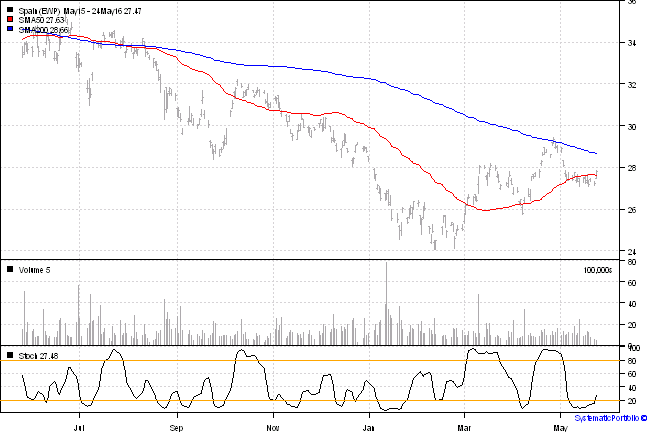 Spain (EWP) May15 - 24May16 27.47
SMA50 27.63
SMA200 28.66
36
34
32
30
28
26
24
Volume 5
100,000s
80
60
40
20
0
Stoch 27.48
100
80
60
40
20
Jul
Sep
Nov
Jan
Mar
May
SystematicPortfolio ©